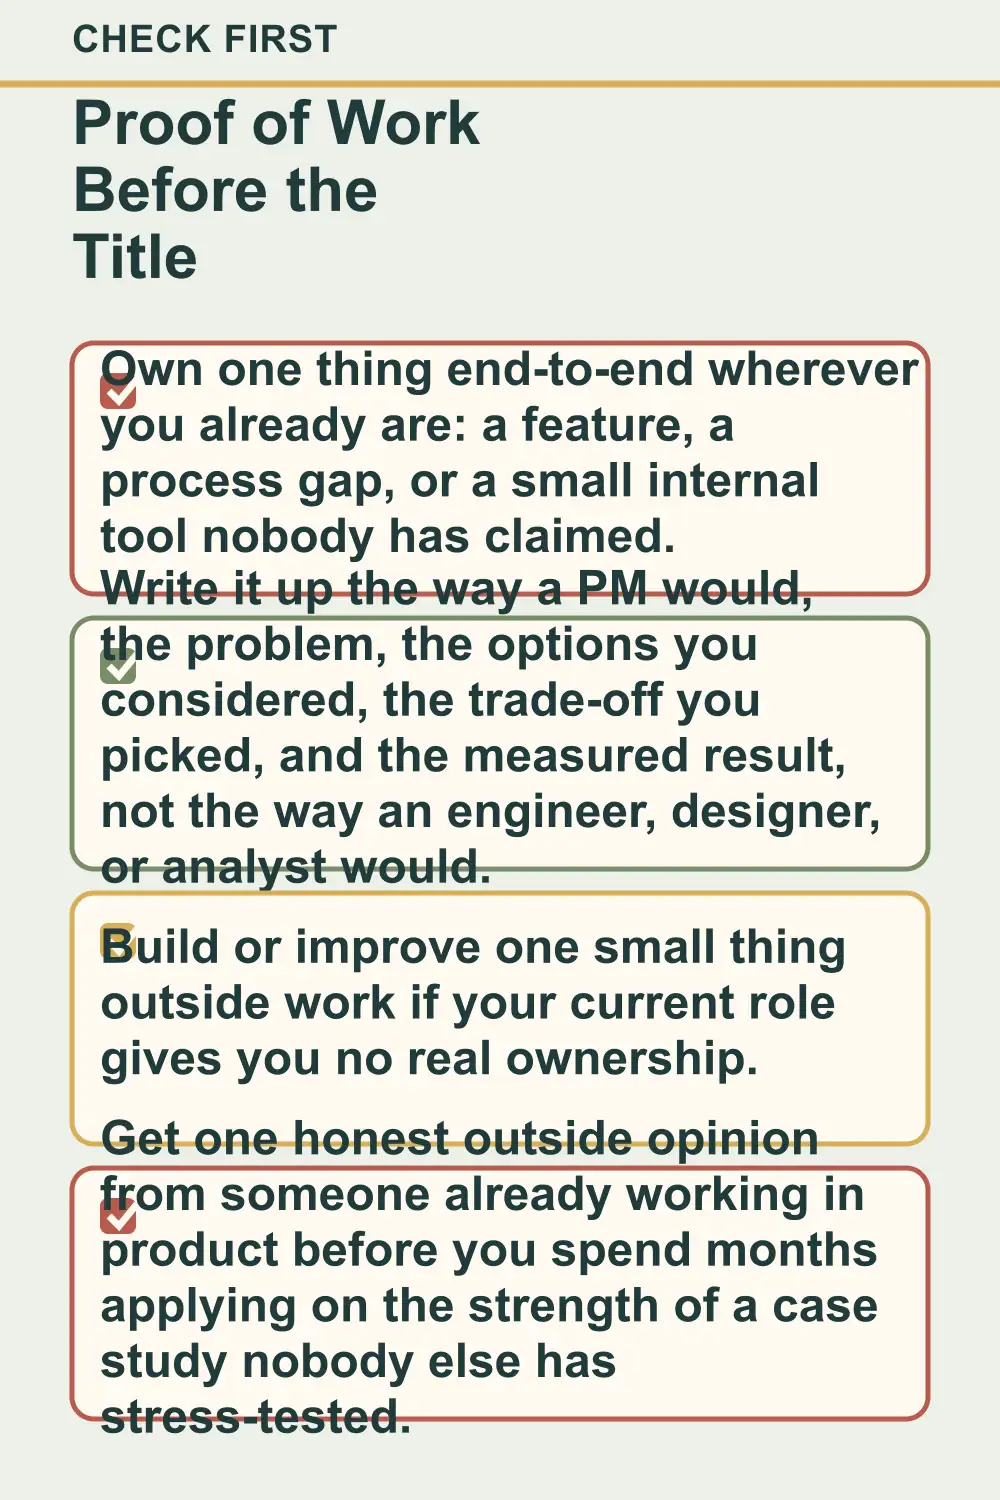 CHECK FIRST
Proof of Work
Before the
Title
Own one thing end-to-end wherever
you already are: a feature, a
process gap, or a small internal
tool nobody has claimed.
Write it up the way a PM would,
the problem, the options you
considered, the trade-off you
picked, and the measured result,
not the way an engineer, designer,
or analyst would.
Build or improve one small thing
outside work if your current role
gives you no real ownership.
Get one honest outside opinion
from someone already working in
product before you spend months
applying on the strength of a case
study nobody else has
stress-tested.